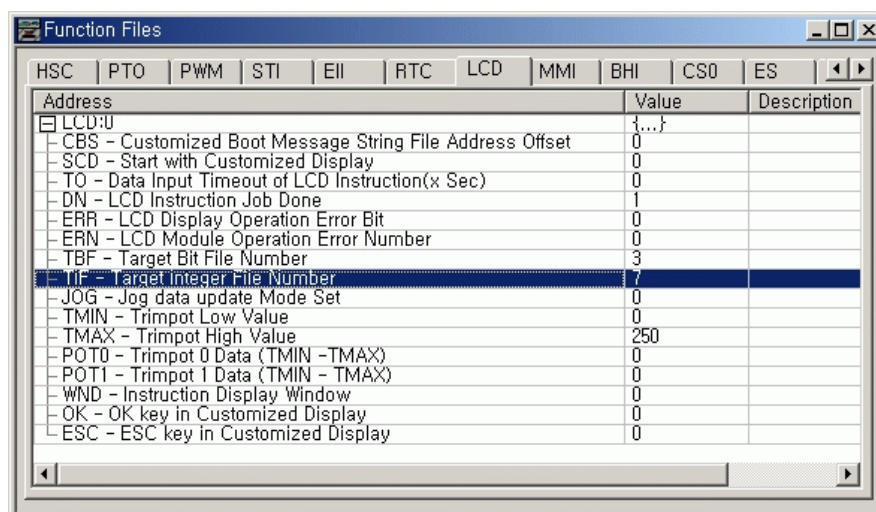 Function Files
HSC PTO PWM STI EII RTC LCD MMI BHI CS0 ES
Address Value Description
LCD:0 {...}
CBS - Customized Boot Message String File Address Offset 0
SCD - Start with Customized Display 0
TO - Data Input Timeout of LCD Instruction(x Sec) 0
DN - LCD Instruction Job Done 1
ERR - LCD Display Operation Error Bit 0
ERN - LCD Module Operation Error Number 0
TBF - Target Bit File Number 3
TIF - Target Integer File Number 7
JOG - Jog data update Mode Set 0
TMIN - Trimpot Low Value 0
TMAX - Trimpot High Value 250
POT0 - Trimpot 0 Data (TMIN -TMAX) 0
POT1 - Trimpot 1 Data (TMIN - TMAX) 0
WND - Instruction Display Window 0
OK - OK key in Customized Display 0
ESC - ESC key in Customized Display 0